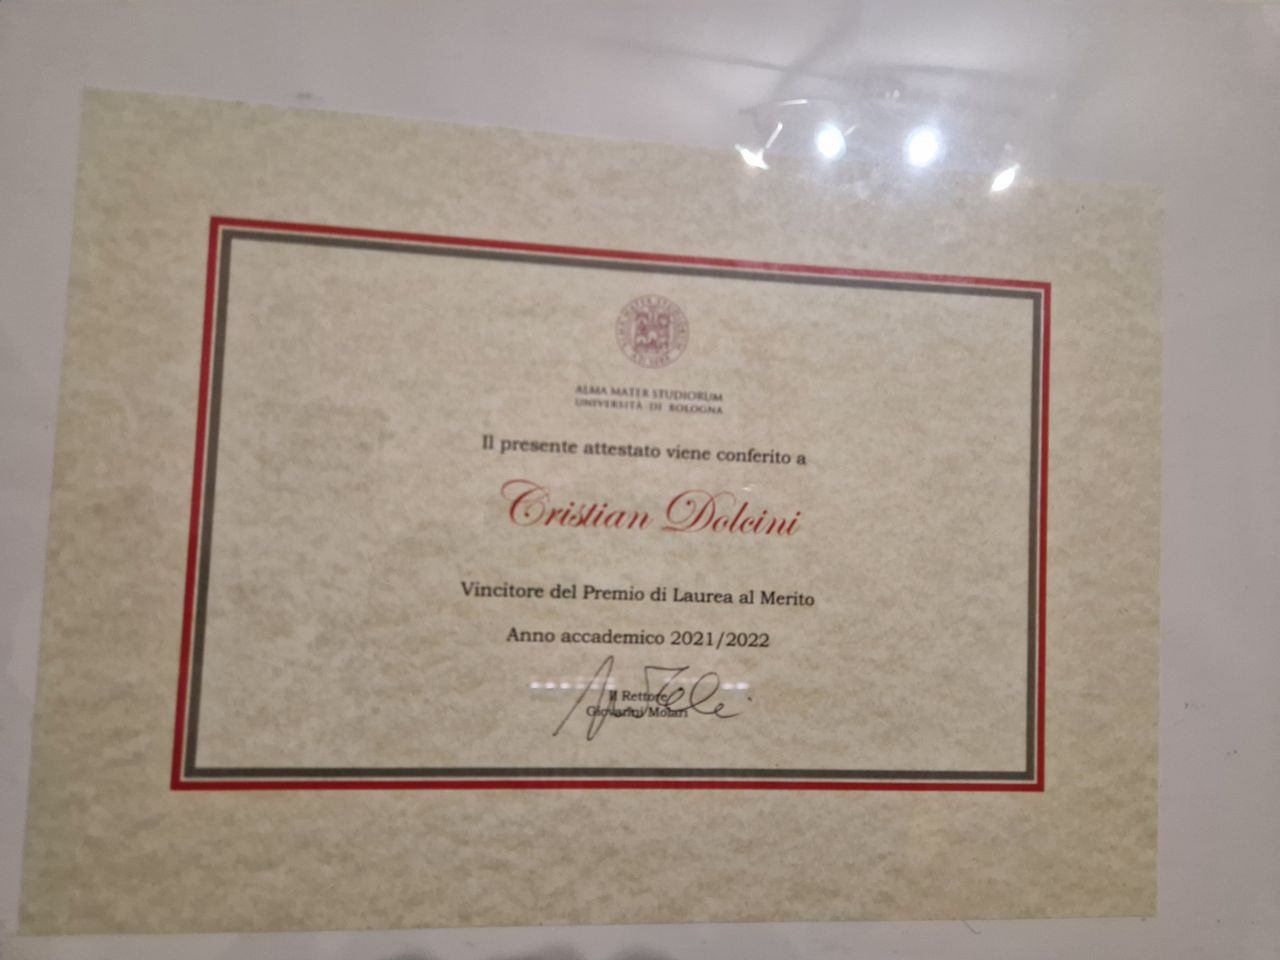 ALMA MATER STUDIORUM
UNIVERSITÀ DI BOLOGNA
Il presente attestato viene conferito a
Cristian Dolcini
Vincitore del Premio di Laurea al Merito
Anno accademico 2021/2022
Il Rettore
Giovanni Molari